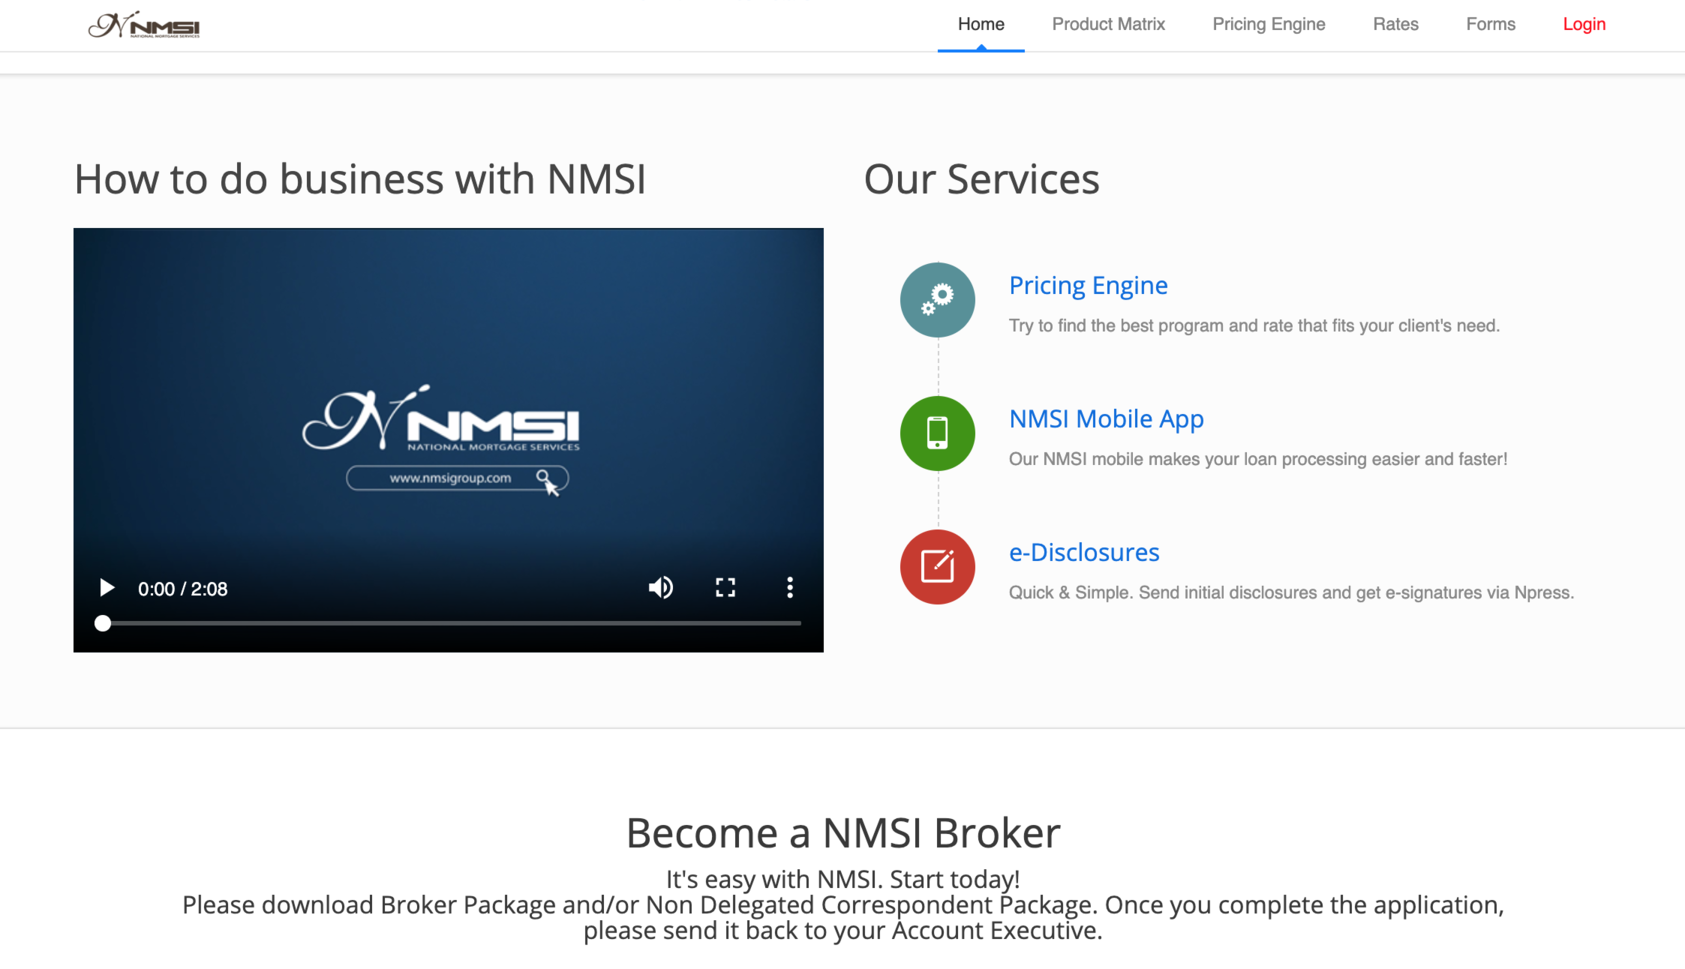 NMSI
NATIONAL MORTGAGE SERVICES
Home
Product Matrix
Pricing Engine
Rates
Forms
Login
How to do business with NMSI
NMSI
NATIONAL MORTGAGE SERVICES
www.nmsigroup.com
0:00 / 2:08
Our Services
Pricing Engine
Try to find the best program and rate that fits your client's need.
NMSI Mobile App
Our NMSI mobile makes your loan processing easier and faster!
e-Disclosures
Quick & Simple. Send initial disclosures and get e-signatures via Npress.
Become a NMSI Broker
It's easy with NMSI. Start today!
Please download Broker Package and/or Non Delegated Correspondent Package. Once you complete the application,
please send it back to your Account Executive.